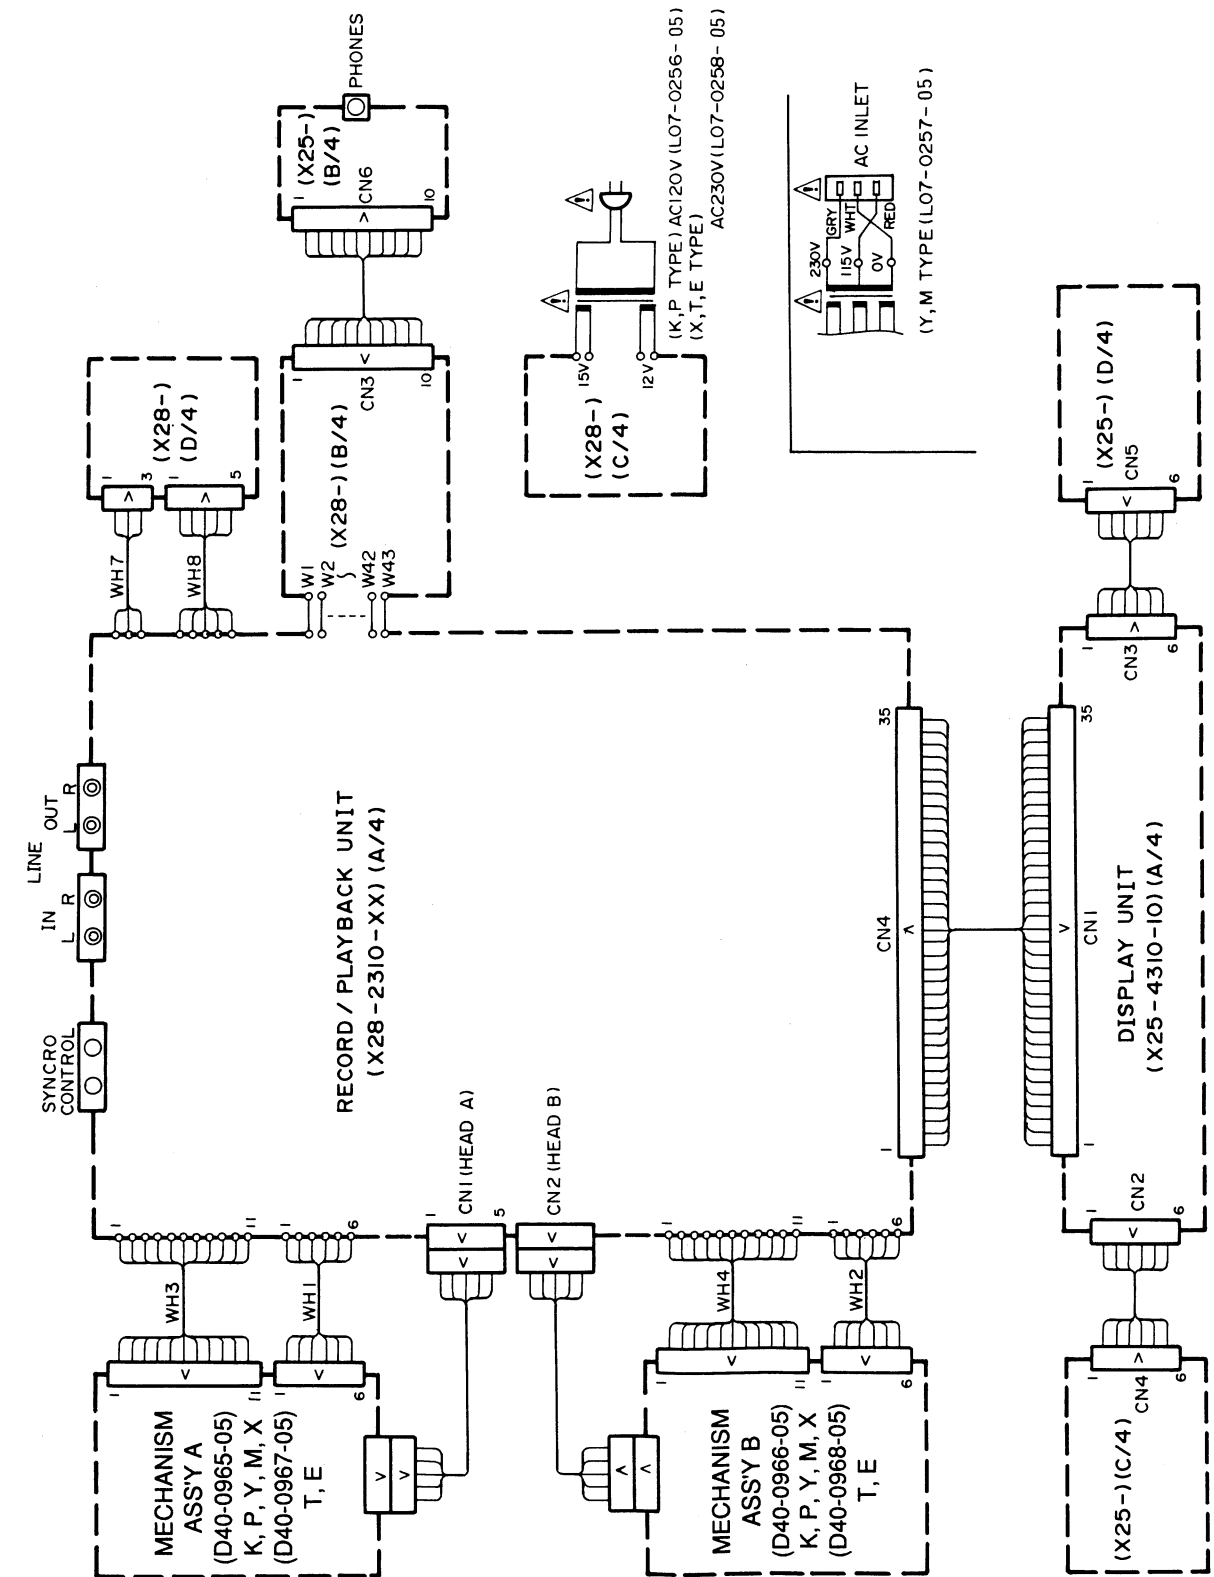 PHONES
(X25-)
(B/4)
1
CN6
10
1
CN3
10
(X28-)(B/4)
W1
W2
W42
W43
(X28-)
(D/4)
1
3
1
5
WH7
WH8
(K,P TYPE) AC120V(L07-0256-05)
(X,T,E TYPE)
AC230V(L07-0258-05)
15V
12V
(X28-)
(C/4)
AC INLET
GRY
WHT
RED
230V
115V
0V
(Y,M TYPE(L07-0257-05)
(X25-)(D/4)
1
CN5
6
1
CN3
6
LINE
OUT
L R
IN
L R
SYNCRO
CONTROL
RECORD/PLAYBACK UNIT
(X28-2310-XX)(A/4)
35
CN4
1
35
CN1
1
DISPLAY UNIT
(X25-4310-10)(A/4)
CN1(HEAD A)
1
5
CN2(HEAD B)
1
11
1
6
WH3
WH1
1
11
1
6
MECHANISM
ASS'Y A
(D40-0965-05)
K, P, Y, M, X
(D40-0967-05)
T, E
1
11
1
6
WH4
WH2
1
11
1
6
MECHANISM
ASS'Y B
(D40-0966-05)
K, P, Y, M, X
(D40-0968-05)
T, E
1
CN2
6
1
CN4
6
(X25-)(C/4)